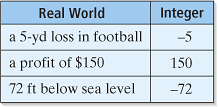 Real World Integer
a 5-yd loss in football –5
a profit of $150 150
72 ft below sea level –72